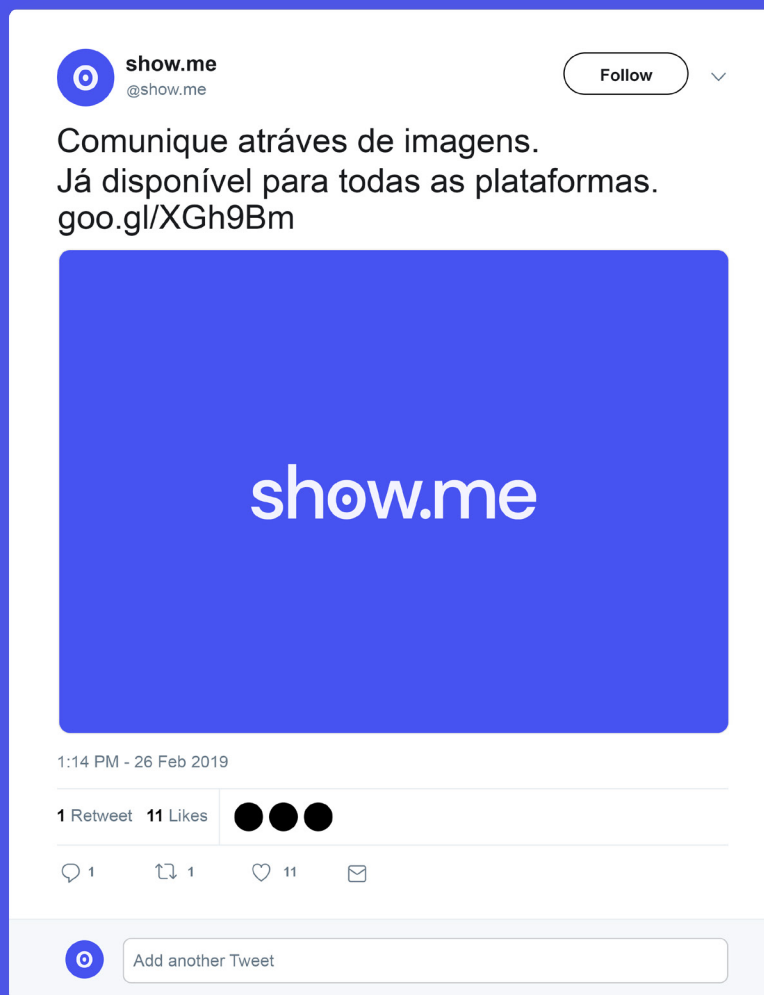 show.me
@show.me
Follow
Comunique atráves de imagens.
Já disponível para todas as plataformas.
goo.gl/XGh9Bm
show.me
1:14 PM - 26 Feb 2019
1 Retweet 11 Likes
1 1 11
Add another Tweet